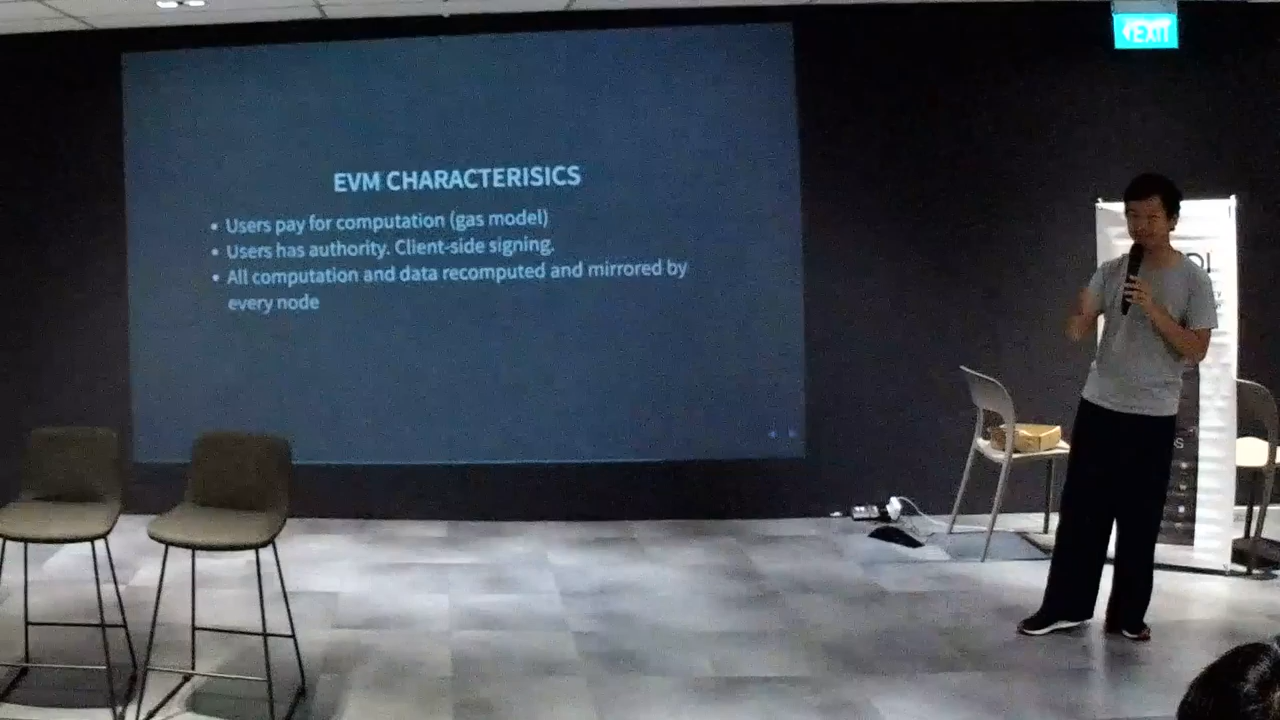 EXIT
EVM CHARACTERISICS
• Users pay for computation (gas model)
• Users has authority. Client-side signing.
• All computation and data recomputed and mirrored by
every node